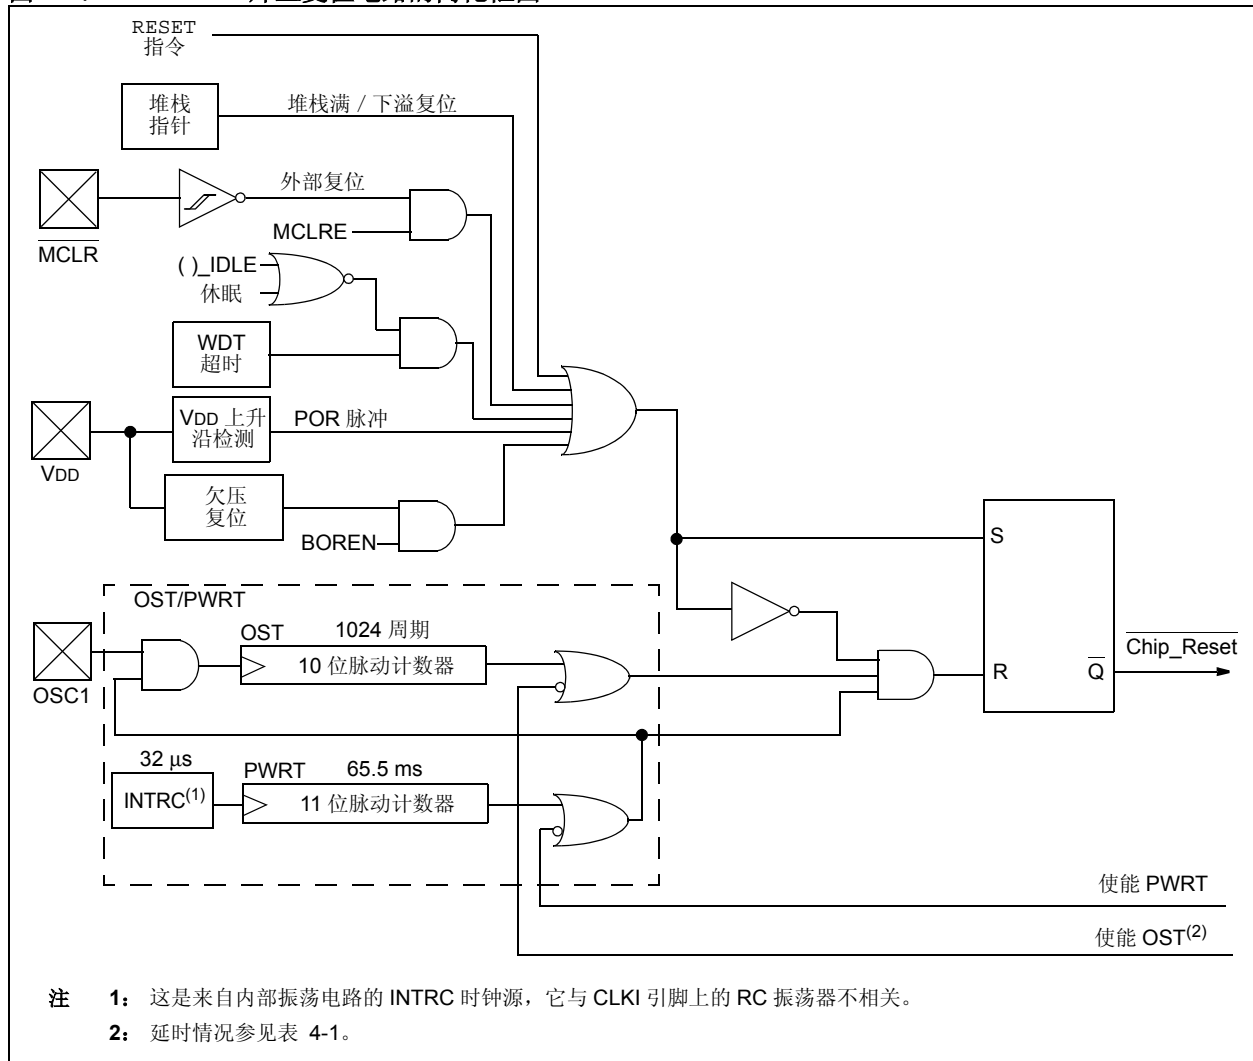 RESET
指令
堆栈
指针
堆栈满 / 下溢复位
外部复位
MCLR
MCLRE
( )_IDLE
休眠
WDT
超时
VDD
VDD 上升
沿检测
POR 脉冲
欠压
复位
BOREN
S
R
Q
Chip_Reset
OST/PWRT
OSC1
OST
1024 周期
10 位脉动计数器
32 μs
INTRC(1)
PWRT
65.5 ms
11 位脉动计数器
使能 PWRT
使能 OST(2)
注 1: 这是来自内部振荡电路的 INTRC 时钟源，它与 CLKI 引脚上的 RC 振荡器不相关。
2: 延时情况参见表 4-1。